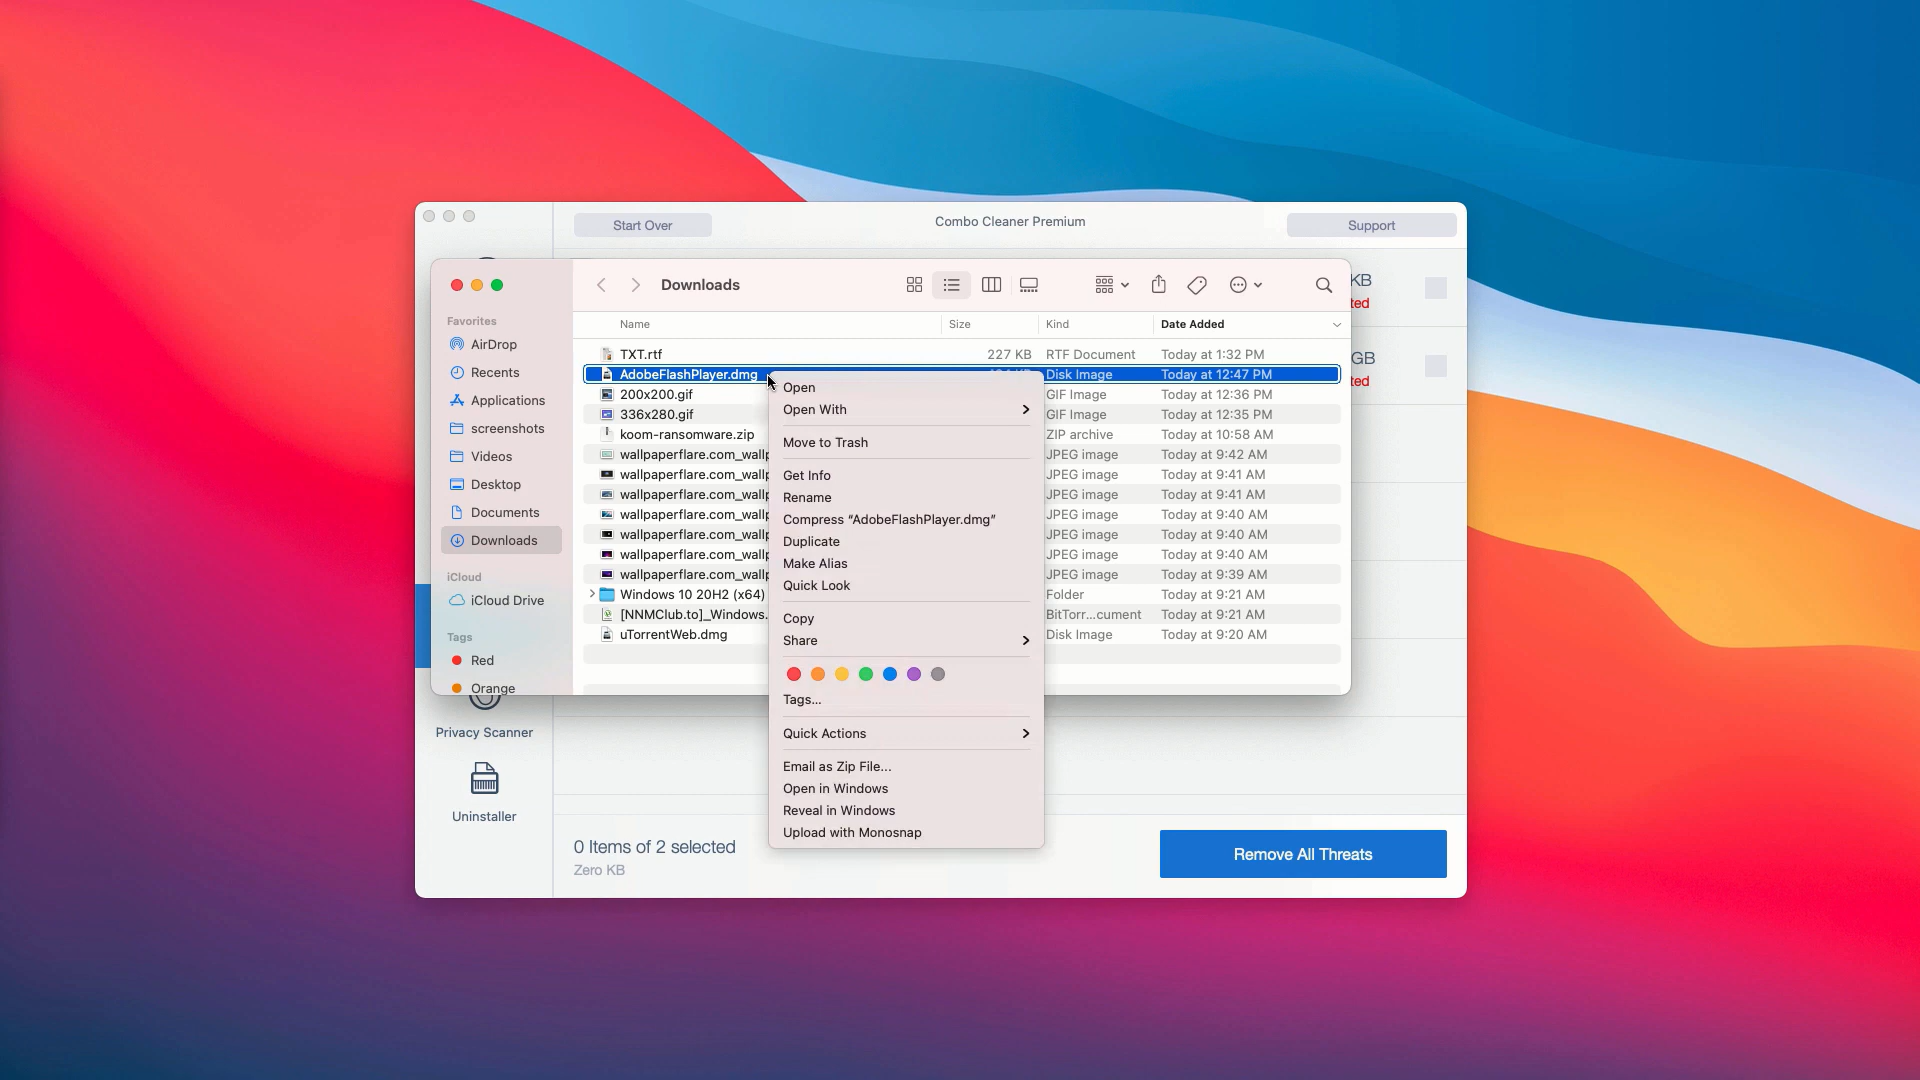 Start Over
Combo Cleaner Premium
Support
KB
ted
GB
ted
Downloads
Favorites
AirDrop
Recents
Applications
screenshots
Videos
Desktop
Documents
Downloads
iCloud
iCloud Drive
Tags
Red
Orange
Name Size Kind Date Added
TXT.rtf 227 KB RTF Document Today at 1:32 PM
AdobeFlashPlayer.dmg Disk Image Today at 12:47 PM
200x200.gif GIF Image Today at 12:36 PM
336x280.gif GIF Image Today at 12:35 PM
koom-ransomware.zip ZIP archive Today at 10:58 AM
wallpaperflare.com_wallp JPEG image Today at 9:42 AM
wallpaperflare.com_wallp JPEG image Today at 9:41 AM
wallpaperflare.com_wallp JPEG image Today at 9:41 AM
wallpaperflare.com_wallp JPEG image Today at 9:40 AM
wallpaperflare.com_wallp JPEG image Today at 9:40 AM
wallpaperflare.com_wallp JPEG image Today at 9:40 AM
wallpaperflare.com_wallp JPEG image Today at 9:39 AM
Windows 10 20H2 (x64) Folder Today at 9:21 AM
[NNMClub.to]_Windows. BitTorr...cument Today at 9:21 AM
uTorrentWeb.dmg Disk Image Today at 9:20 AM
Open
Open With
Move to Trash
Get Info
Rename
Compress “AdobeFlashPlayer.dmg”
Duplicate
Make Alias
Quick Look
Copy
Share
Tags...
Quick Actions
Email as Zip File...
Open in Windows
Reveal in Windows
Upload with Monosnap
Privacy Scanner
Uninstaller
0 Items of 2 selected
Zero KB
Remove All Threats